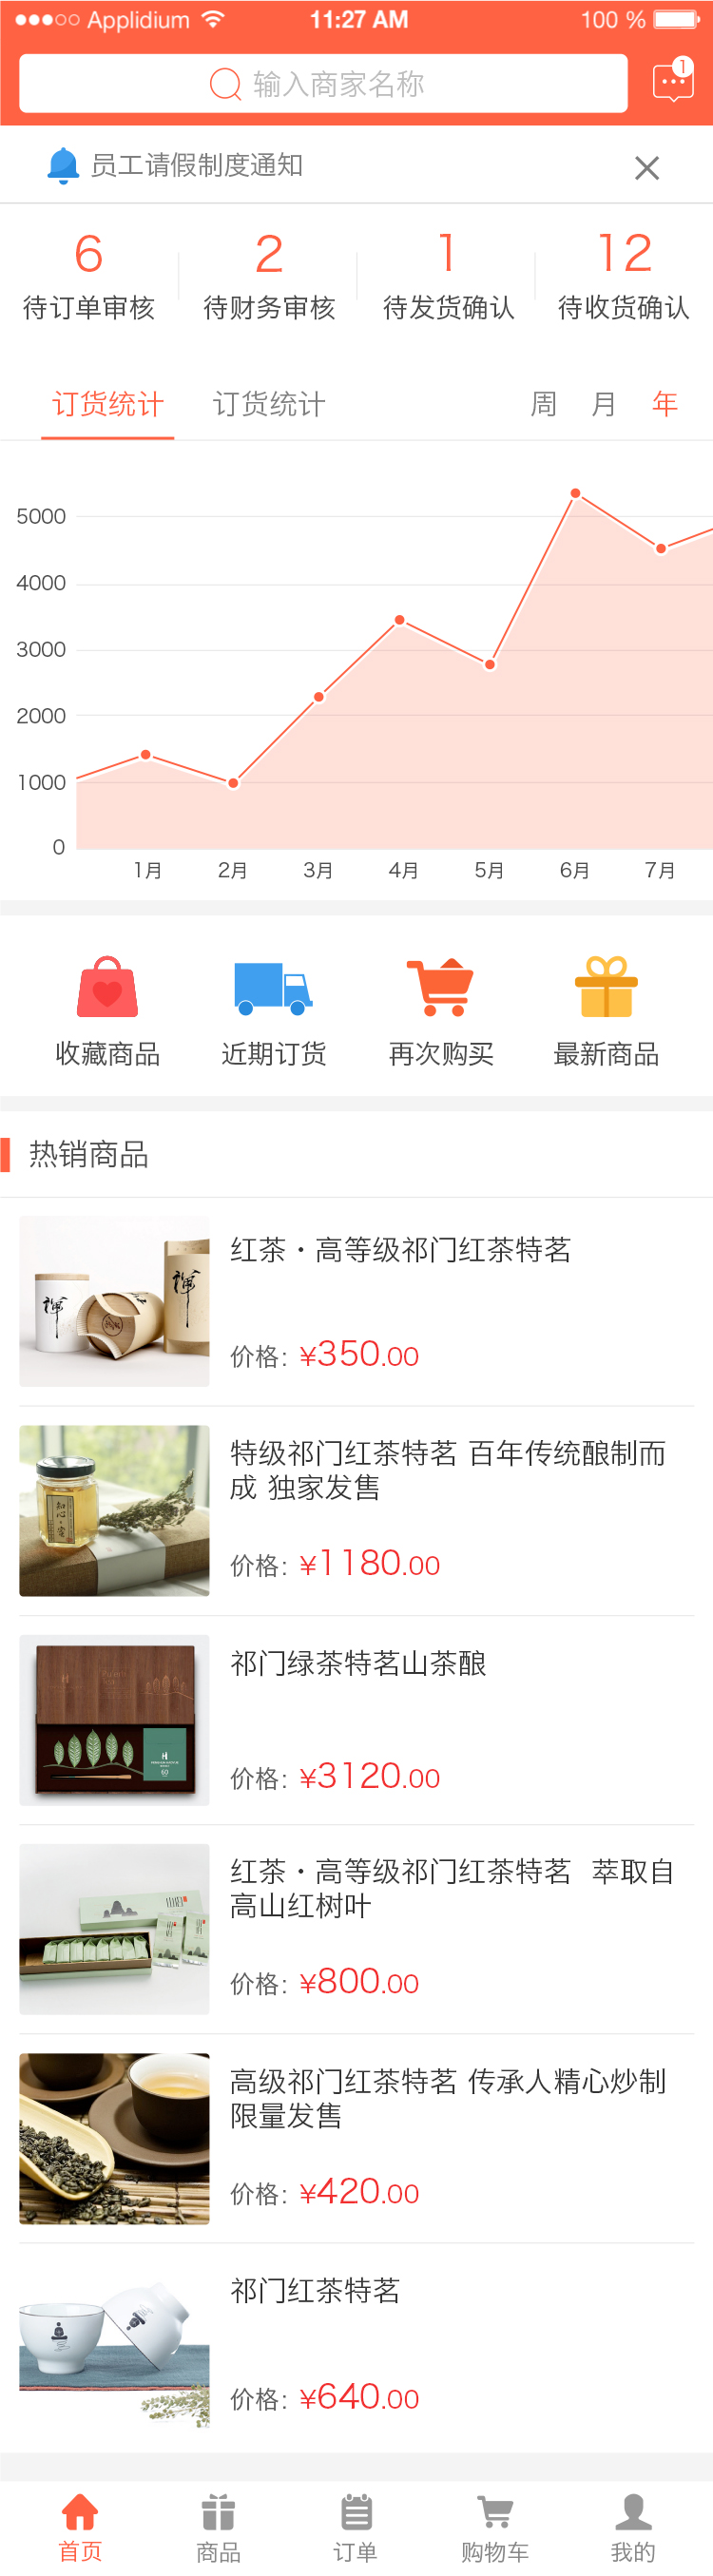 Applidium 11:27 AM 100 %
输入商家名称 1
员工请假制度通知
6 2 1 12
待订单审核 待财务审核 待发货确认 待收货确认
订货统计 订货统计 周 月 年
5000
4000
3000
2000
1000
0
1月 2月 3月 4月 5月 6月 7月
收藏商品 近期订货 再次购买 最新商品
热销商品
红茶·高等级祁门红茶特茗
禅 禅
价格: ¥350.00
特级祁门红茶特茗 百年传统酿制而
成 独家发售
价格: ¥1180.00
祁门绿茶特茗山茶酿
价格: ¥3120.00
红茶·高等级祁门红茶特茗 萃取自
高山红树叶
价格: ¥800.00
高级祁门红茶特茗 传承人精心炒制
限量发售
价格: ¥420.00
祁门红茶特茗
价格: ¥640.00
首页 商品 订单 购物车 我的